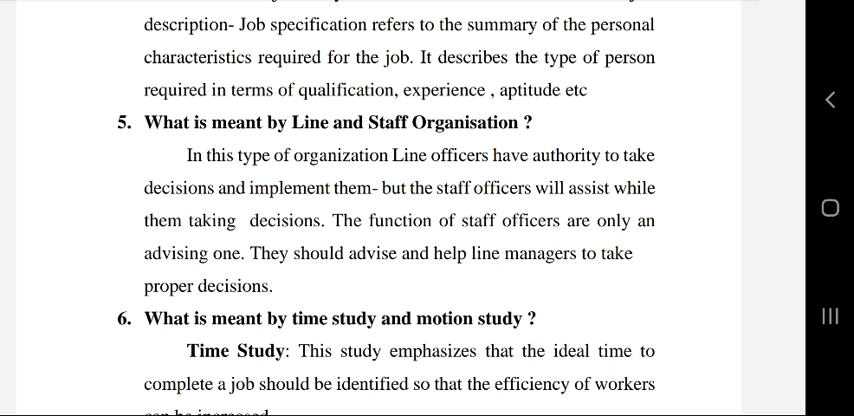 description- Job specification refers to the summary of the personal
characteristics required for the job. It describes the type of person
required in terms of qualification, experience , aptitude etc
5. What is meant by Line and Staff Organisation ?
In this type of organization Line officers have authority to take
decisions and implement them- but the staff officers will assist while
them taking decisions. The function of staff officers are only an
advising one. They should advise and help line managers to take
proper decisions.
6. What is meant by time study and motion study ?
Time Study: This study emphasizes that the ideal time to
complete a job should be identified so that the efficiency of workers